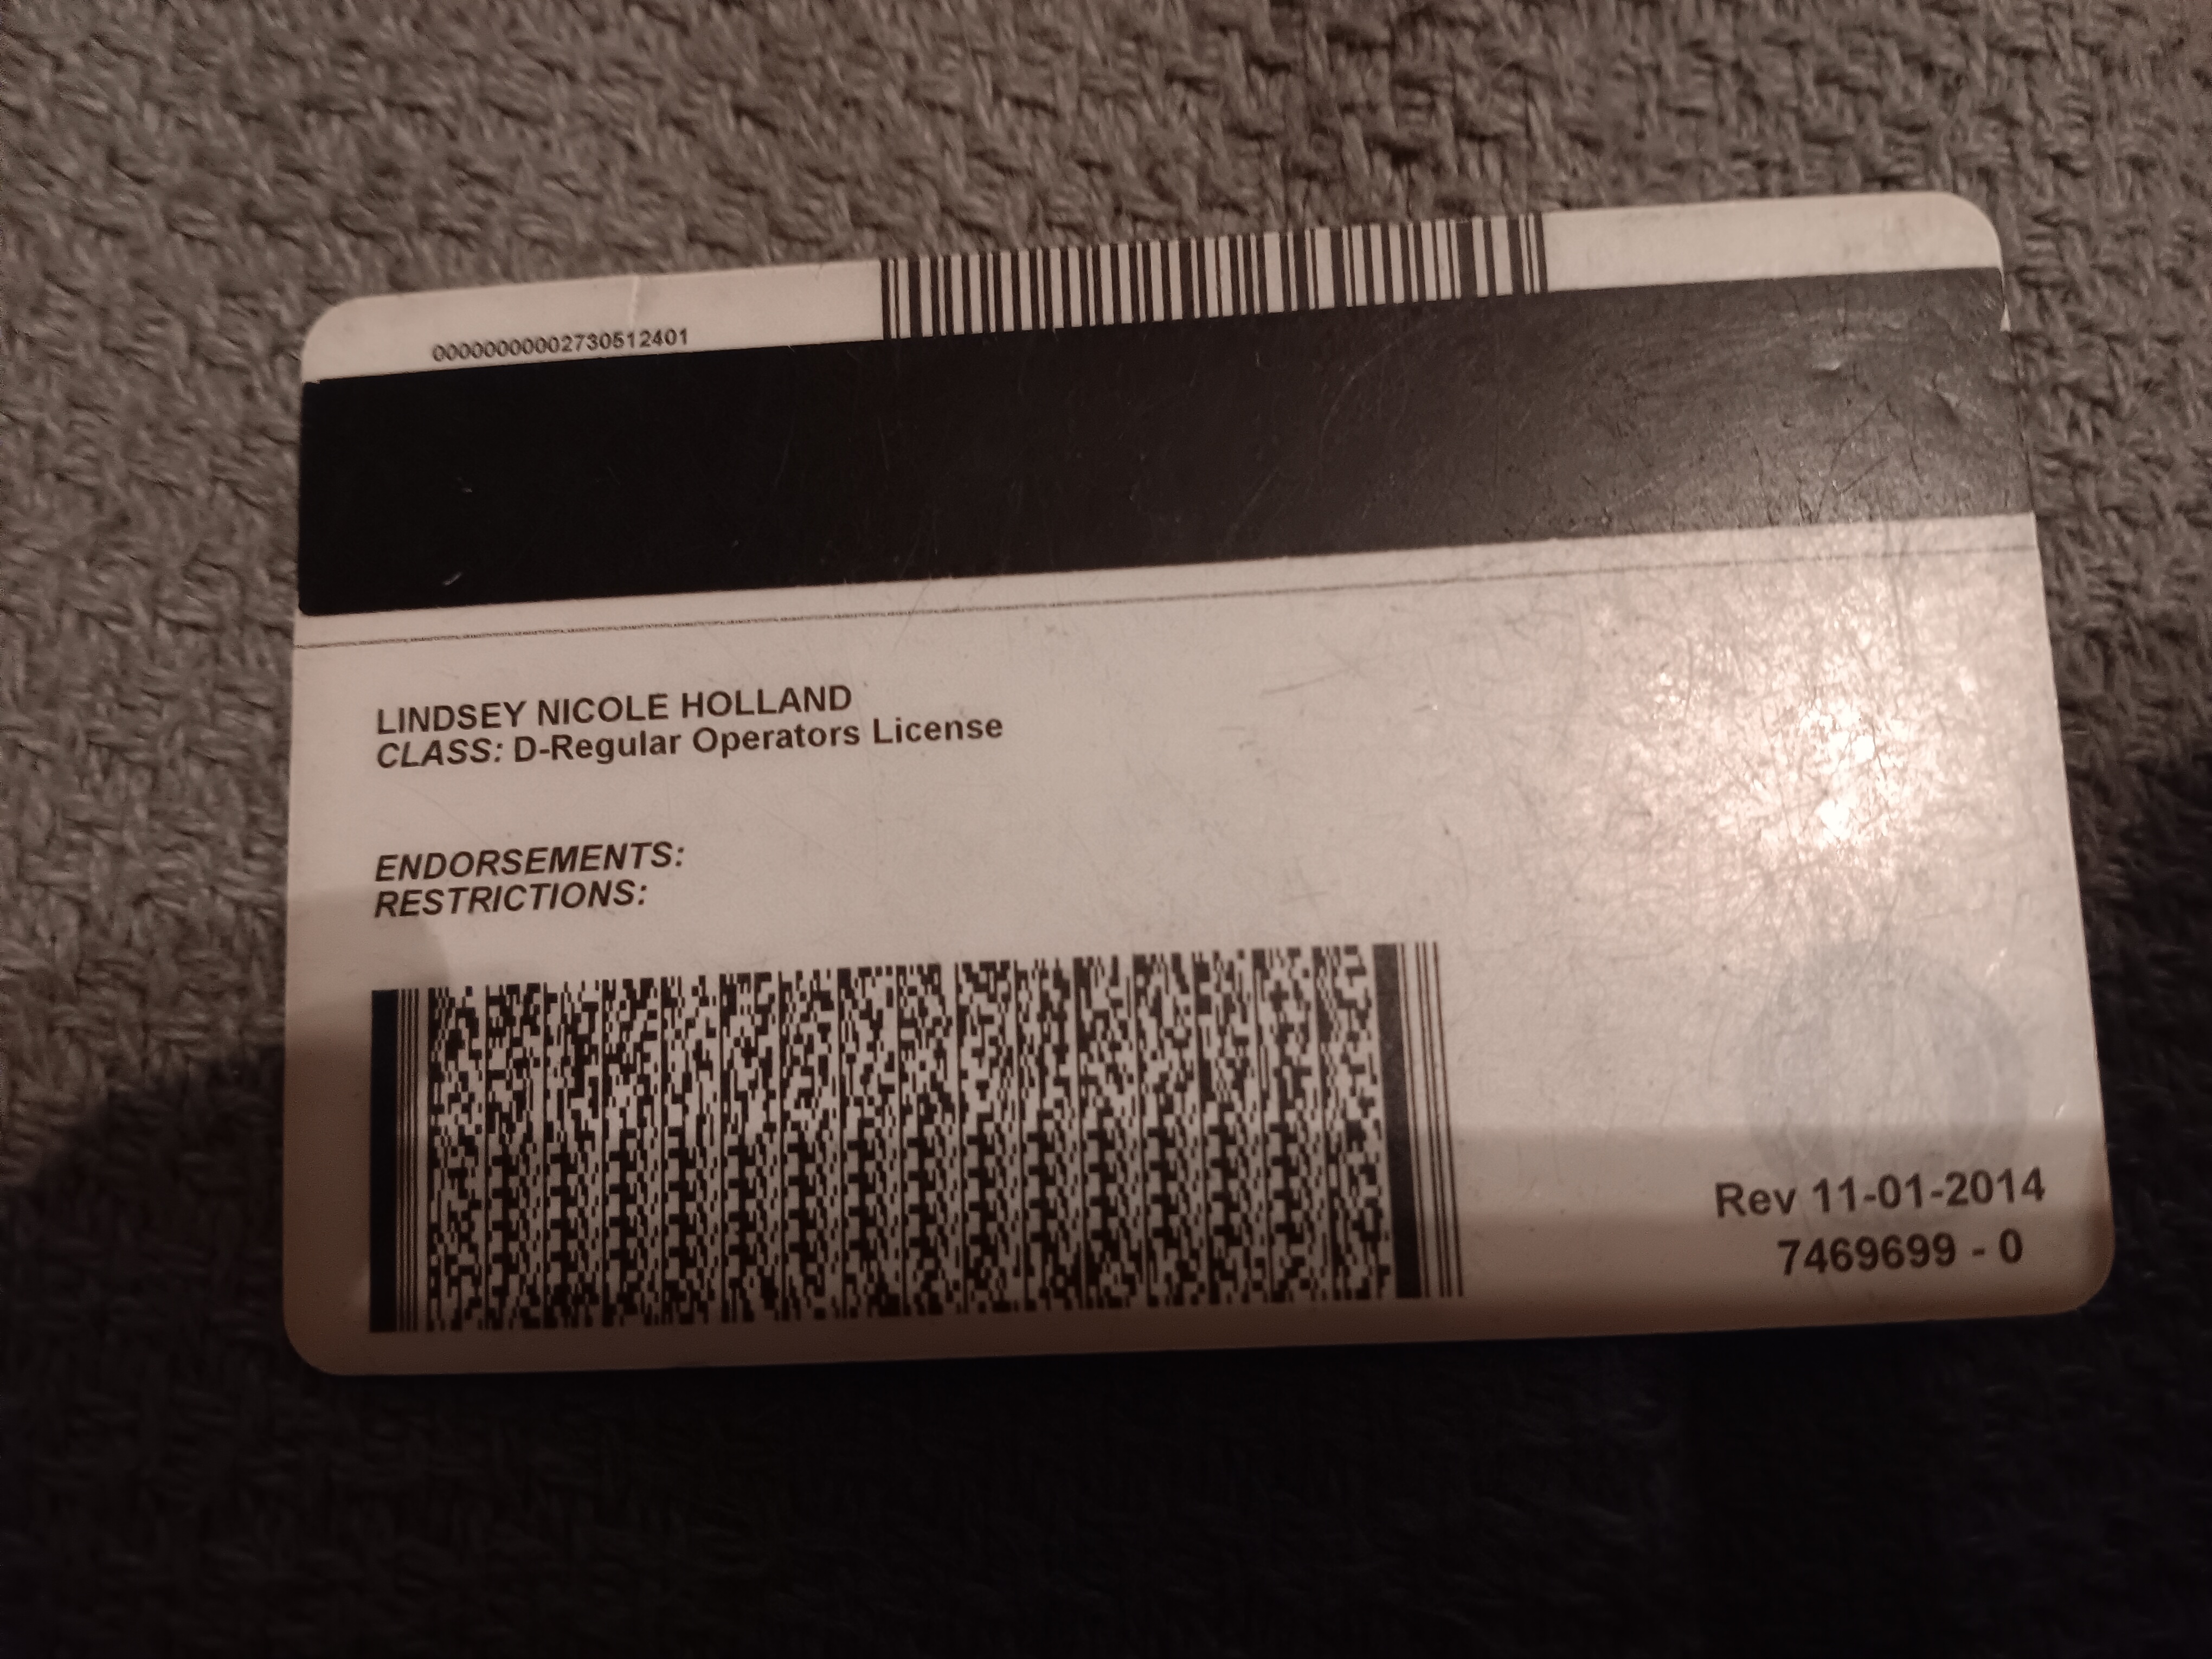 00000000002730512401
LINDSEY NICOLE HOLLAND
CLASS: D-Regular Operators License
ENDORSEMENTS:
RESTRICTIONS:
Rev 11-01-2014
7469699 - 0